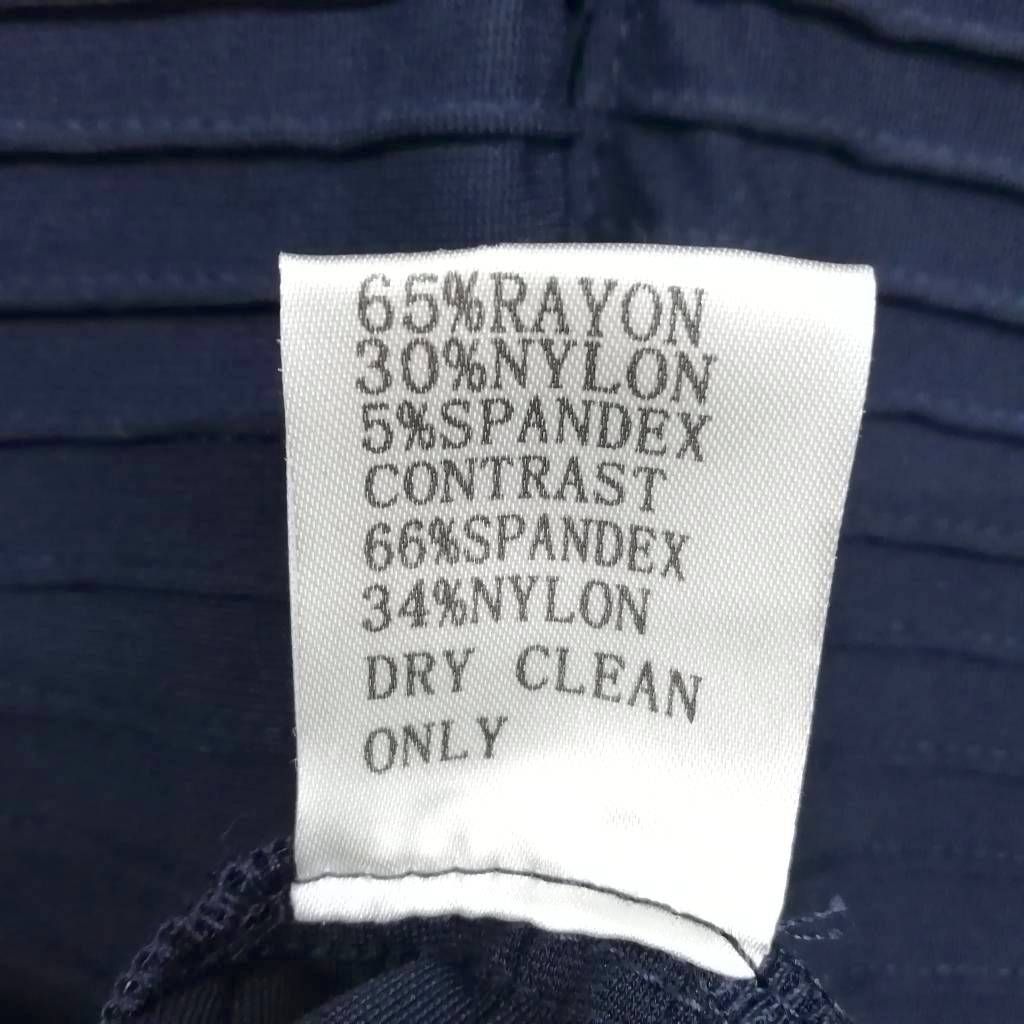 65%RAYON
30%NYLON
5%SPANDEX
CONTRAST
66%SPANDEX
34%NYLON
DRY CLEAN
ONLY